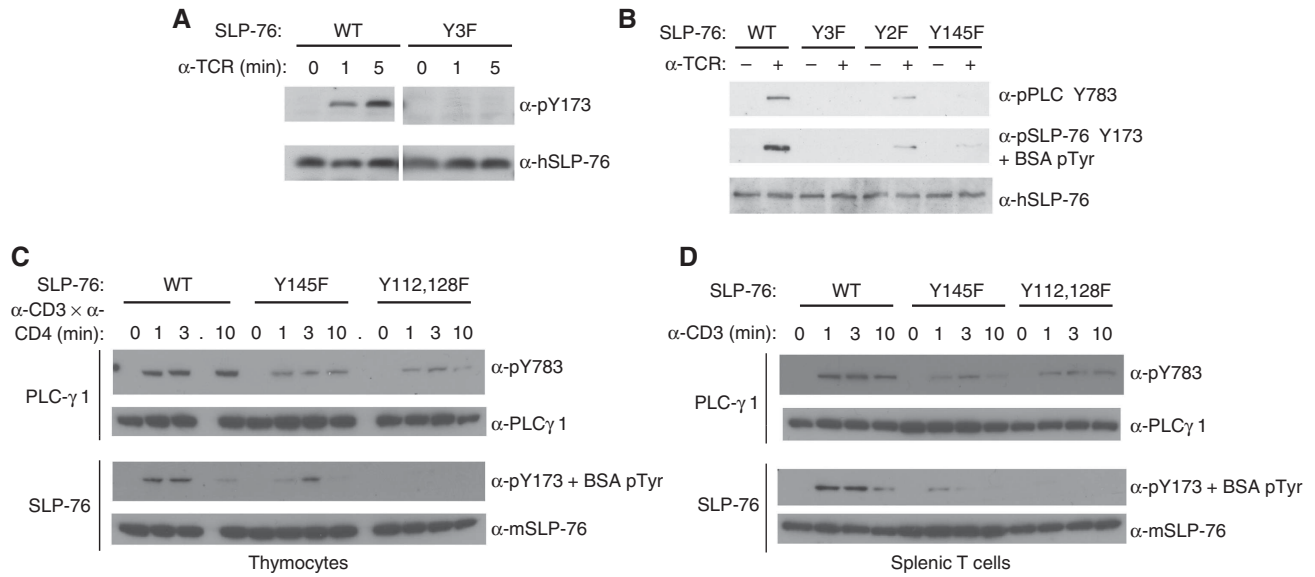 A
SLP-76: WT Y3F
α-TCR (min): 0 1 5 0 1 5
α-pY173
α-hSLP-76
B
SLP-76: WT Y3F Y2F Y145F
α-TCR: – + – + – + – +
α-pPLC Y783
α-pSLP-76 Y173
+ BSA pTyr
α-hSLP-76
C
SLP-76: WT Y145F Y112,128F
α-CD3 × α-
CD4 (min): 0 1 3 . 10 0 1 3 10 . 0 1 3 10
PLC-γ 1
α-pY783
α-PLCγ 1
SLP-76
α-pY173 + BSA pTyr
α-mSLP-76
Thymocytes
D
SLP-76: WT Y145F Y112,128F
α-CD3 (min): 0 1 3 10 0 1 3 10 0 1 3 10
PLC-γ 1
α-pY783
α-PLCγ 1
SLP-76
α-pY173 + BSA pTyr
α-mSLP-76
Splenic T cells